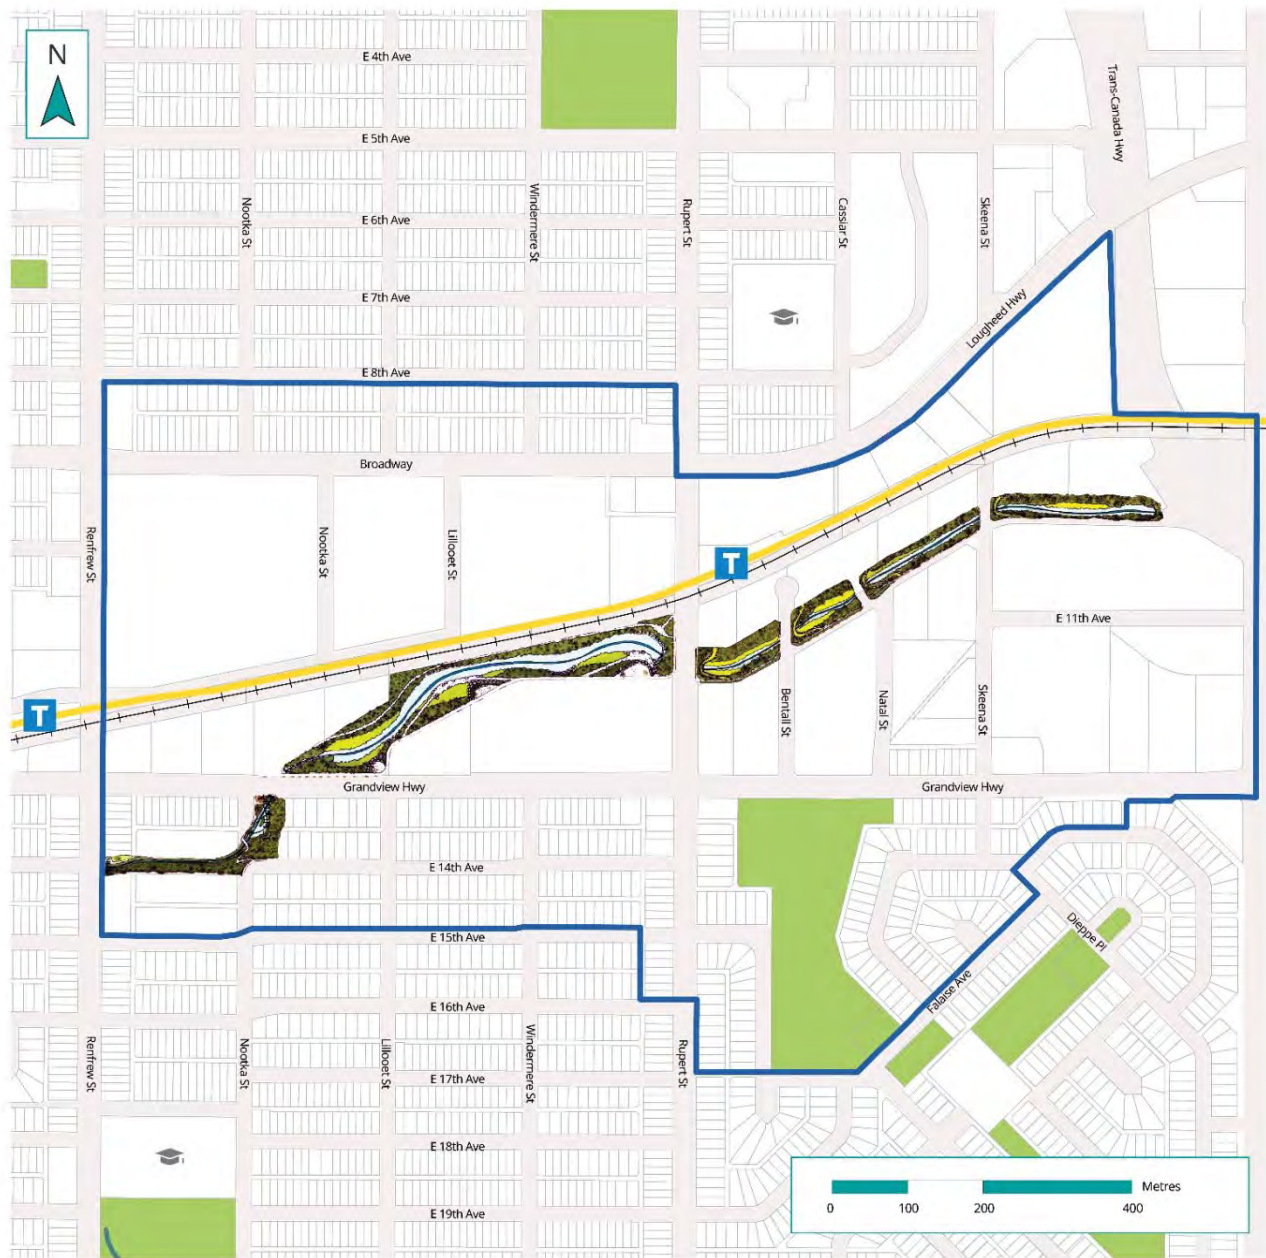 N
E 4th Ave
Trans-Canada Hwy
E 5th Ave
Nootka St
Windermere St
Rupert St
Cassiar St
Skeena St
E 6th Ave
E 7th Ave
Lougheed Hwy
E 8th Ave
Broadway
Renfrew St
Nootka St
Lillooet St
T
E 11th Ave
T
Bentall St
Natal St
Skeena St
Grandview Hwy
Grandview Hwy
E 14th Ave
Dieppe Pl
E 15th Ave
Falaise Ave
E 16th Ave
Renfrew St
Nootka St
Lillooet St
Windermere St
Rupert St
E 17th Ave
E 18th Ave
Metres
0 100 200 400
E 19th Ave